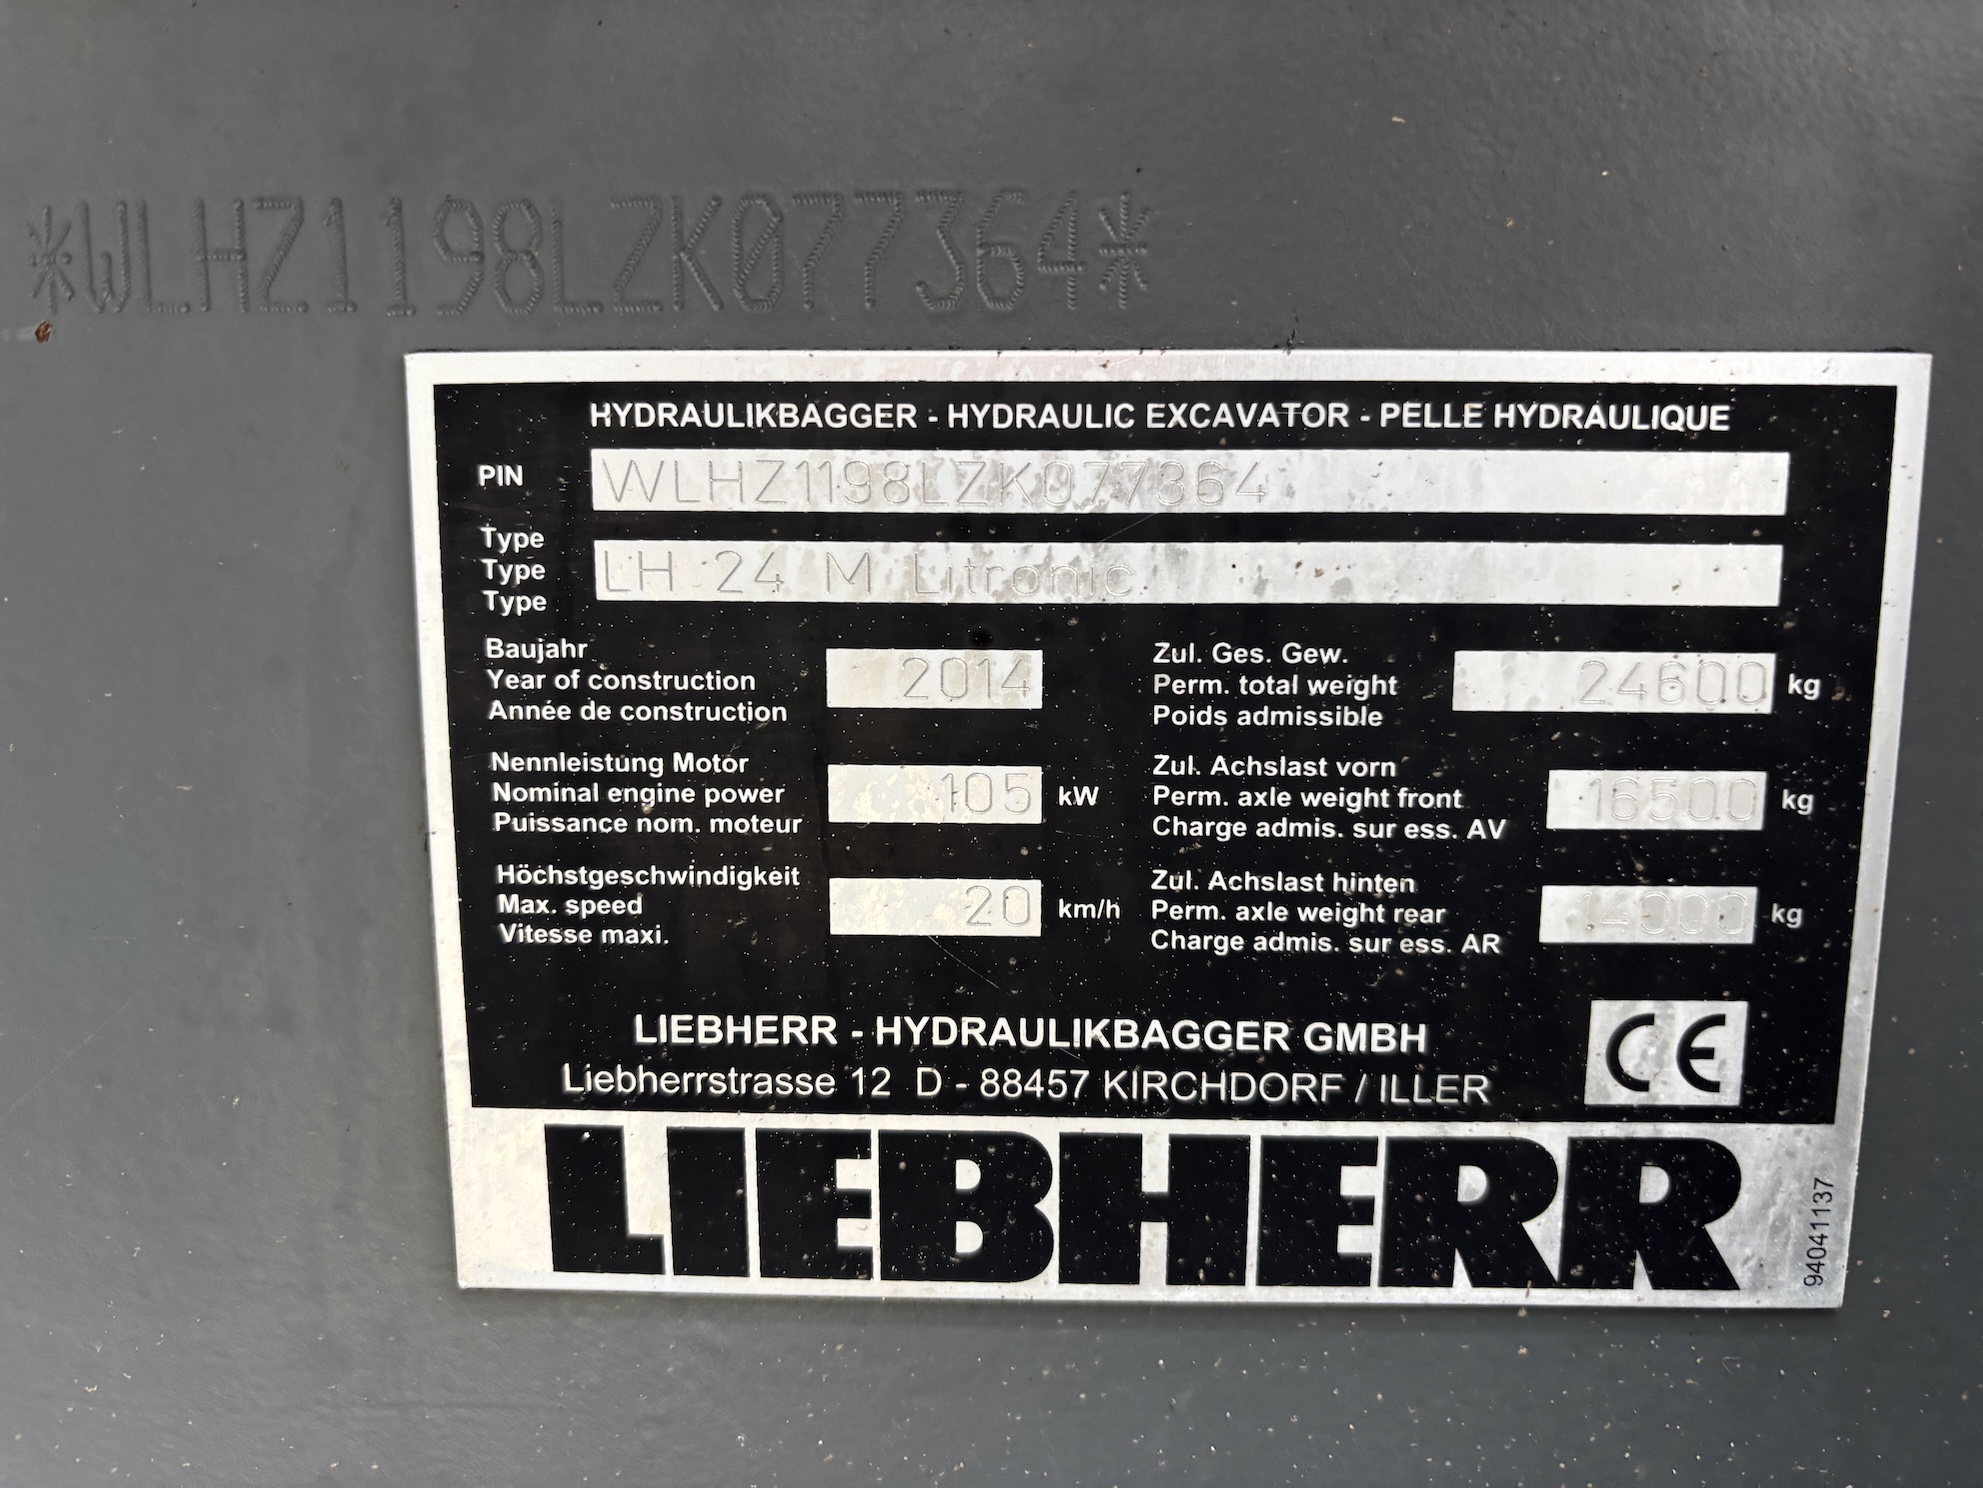 *WLHZ1198LZK077364*
HYDRAULIKBAGGER - HYDRAULIC EXCAVATOR - PELLE HYDRAULIQUE
PIN WLHZ1198LZK077364
Type
Type LH 24 M Litronic
Type
Baujahr
Year of construction 2014
Année de construction
Zul. Ges. Gew.
Perm. total weight 24600 kg
Poids admissible
Nennleistung Motor
Nominal engine power 105 kW
Puissance nom. moteur
Zul. Achslast vorn
Perm. axle weight front 16500 kg
Charge admis. sur ess. AV
Höchstgeschwindigkeit
Max. speed 20 km/h
Vitesse maxi.
Zul. Achslast hinten
Perm. axle weight rear 14000 kg
Charge admis. sur ess. AR
LIEBHERR - HYDRAULIKBAGGER GMBH
Liebherrstrasse 12 D - 88457 KIRCHDORF / ILLER
CE
LIEBHERR
94041137